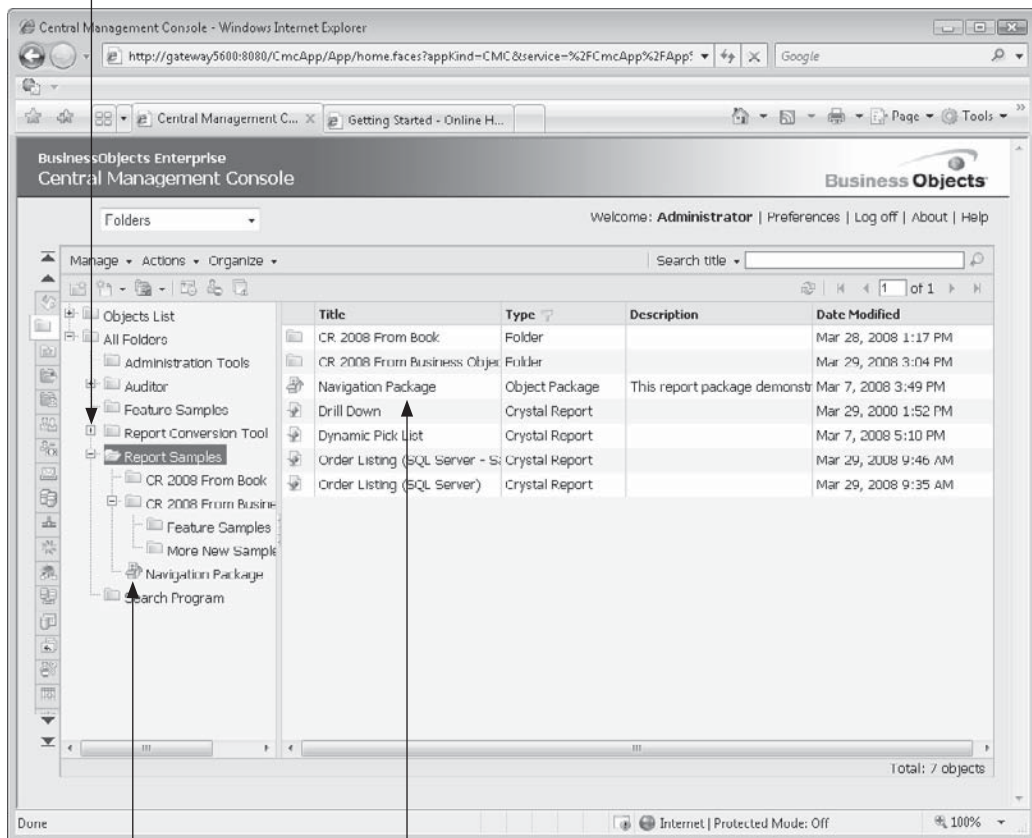 Central Management Console - Windows Internet Explorer
http://gateway5600:8080/CmcApp/App/home.faces?appKind=CMC&service=%2FCmcApp%2FApp
Google
Central Management C...
Getting Started - Online H...
Page
Tools
BusinessObjects Enterprise
Central Management Console
Business Objects
Folders
Welcome: Administrator | Preferences | Log off | About | Help
Manage
Actions
Organize
Search title
1 of 1
Objects List
All Folders
Administration Tools
Auditor
Feature Samples
Report Conversion Tool
Report Samples
CR 2008 From Book
CR 2008 From Busine
Feature Samples
More New Sample
Navigation Package
Search Program
Title Type Description Date Modified
CR 2008 From Book Folder Mar 28, 2008 1:17 PM
CR 2008 From Business Objec Folder Mar 29, 2008 3:04 PM
Navigation Package Object Package This report package demonstr Mar 7, 2008 3:49 PM
Drill Down Crystal Report Mar 29, 2008 1:52 PM
Dynamic Pick List Crystal Report Mar 7, 2008 5:10 PM
Order Listing (SQL Server - Sa Crystal Report Mar 29, 2008 9:46 AM
Order Listing (SQL Server) Crystal Report Mar 29, 2008 9:35 AM
Total: 7 objects
Done
Internet | Protected Mode: Off
100%